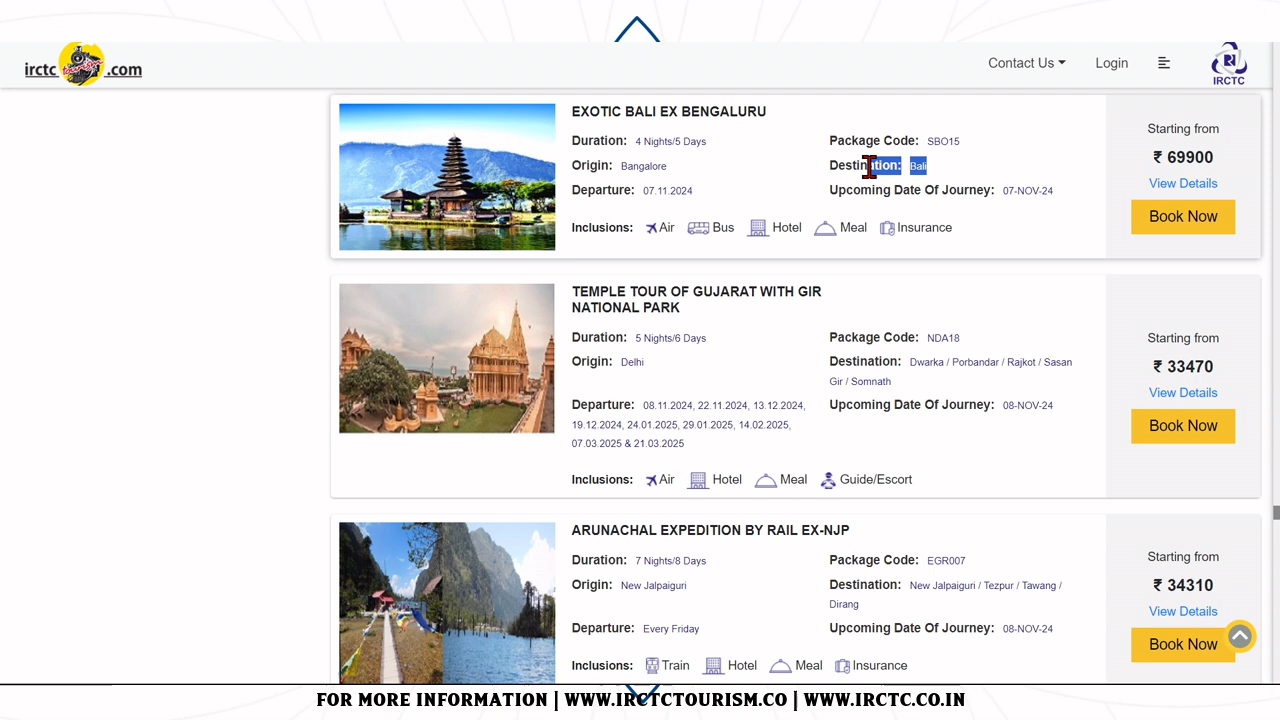 irctc tourism .com
Contact Us
Login
IRCTC
EXOTIC BALI EX BENGALURU
Duration: 4 Nights/5 Days
Package Code: SBO15
Origin: Bangalore
Destination: Bali
Departure: 07.11.2024
Upcoming Date Of Journey: 07-NOV-24
Inclusions: Air Bus Hotel Meal Insurance
Starting from
₹ 69900
View Details
Book Now
TEMPLE TOUR OF GUJARAT WITH GIR
NATIONAL PARK
Duration: 5 Nights/6 Days
Package Code: NDA18
Origin: Delhi
Destination: Dwarka / Porbandar / Rajkot / Sasan
Gir / Somnath
Departure: 08.11.2024, 22.11.2024, 13.12.2024,
19.12.2024, 24.01.2025, 29.01.2025, 14.02.2025,
07.03.2025 & 21.03.2025
Upcoming Date Of Journey: 08-NOV-24
Inclusions: Air Hotel Meal Guide/Escort
Starting from
₹ 33470
View Details
Book Now
ARUNACHAL EXPEDITION BY RAIL EX-NJP
Duration: 7 Nights/8 Days
Package Code: EGR007
Origin: New Jalpaiguri
Destination: New Jalpaiguri / Tezpur / Tawang /
Dirang
Departure: Every Friday
Upcoming Date Of Journey: 08-NOV-24
Inclusions: Train Hotel Meal Insurance
Starting from
₹ 34310
View Details
Book Now
FOR MORE INFORMATION | WWW.IRCTCTOURISM.CO | WWW.IRCTC.CO.IN